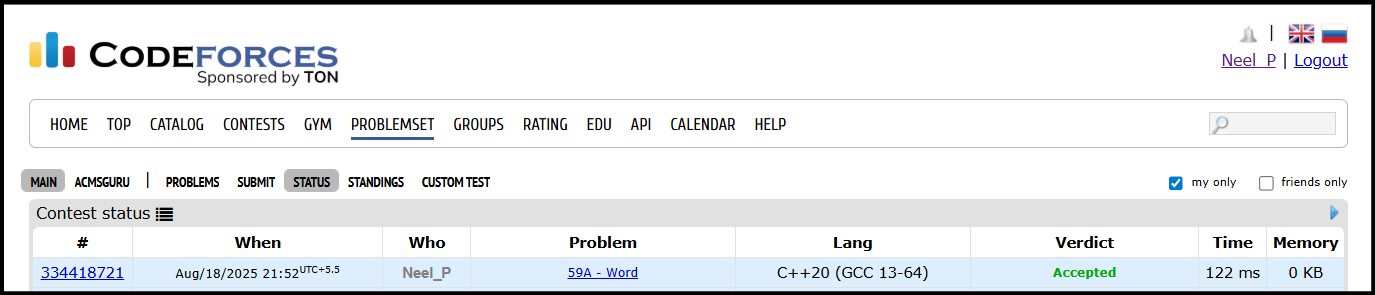 |
CODEFORCES
Sponsored by TON
Neel_P | Logout
HOME TOP CATALOG CONTESTS GYM PROBLEMSET GROUPS RATING EDU API CALENDAR HELP
MAIN ACMSGURU | PROBLEMS SUBMIT STATUS STANDINGS CUSTOM TEST my only friends only
Contest status
# When Who Problem Lang Verdict Time Memory
334418721 Aug/18/2025 21:52UTC+5.5 Neel_P 59A - Word C++20 (GCC 13-64) Accepted 122 ms 0 KB